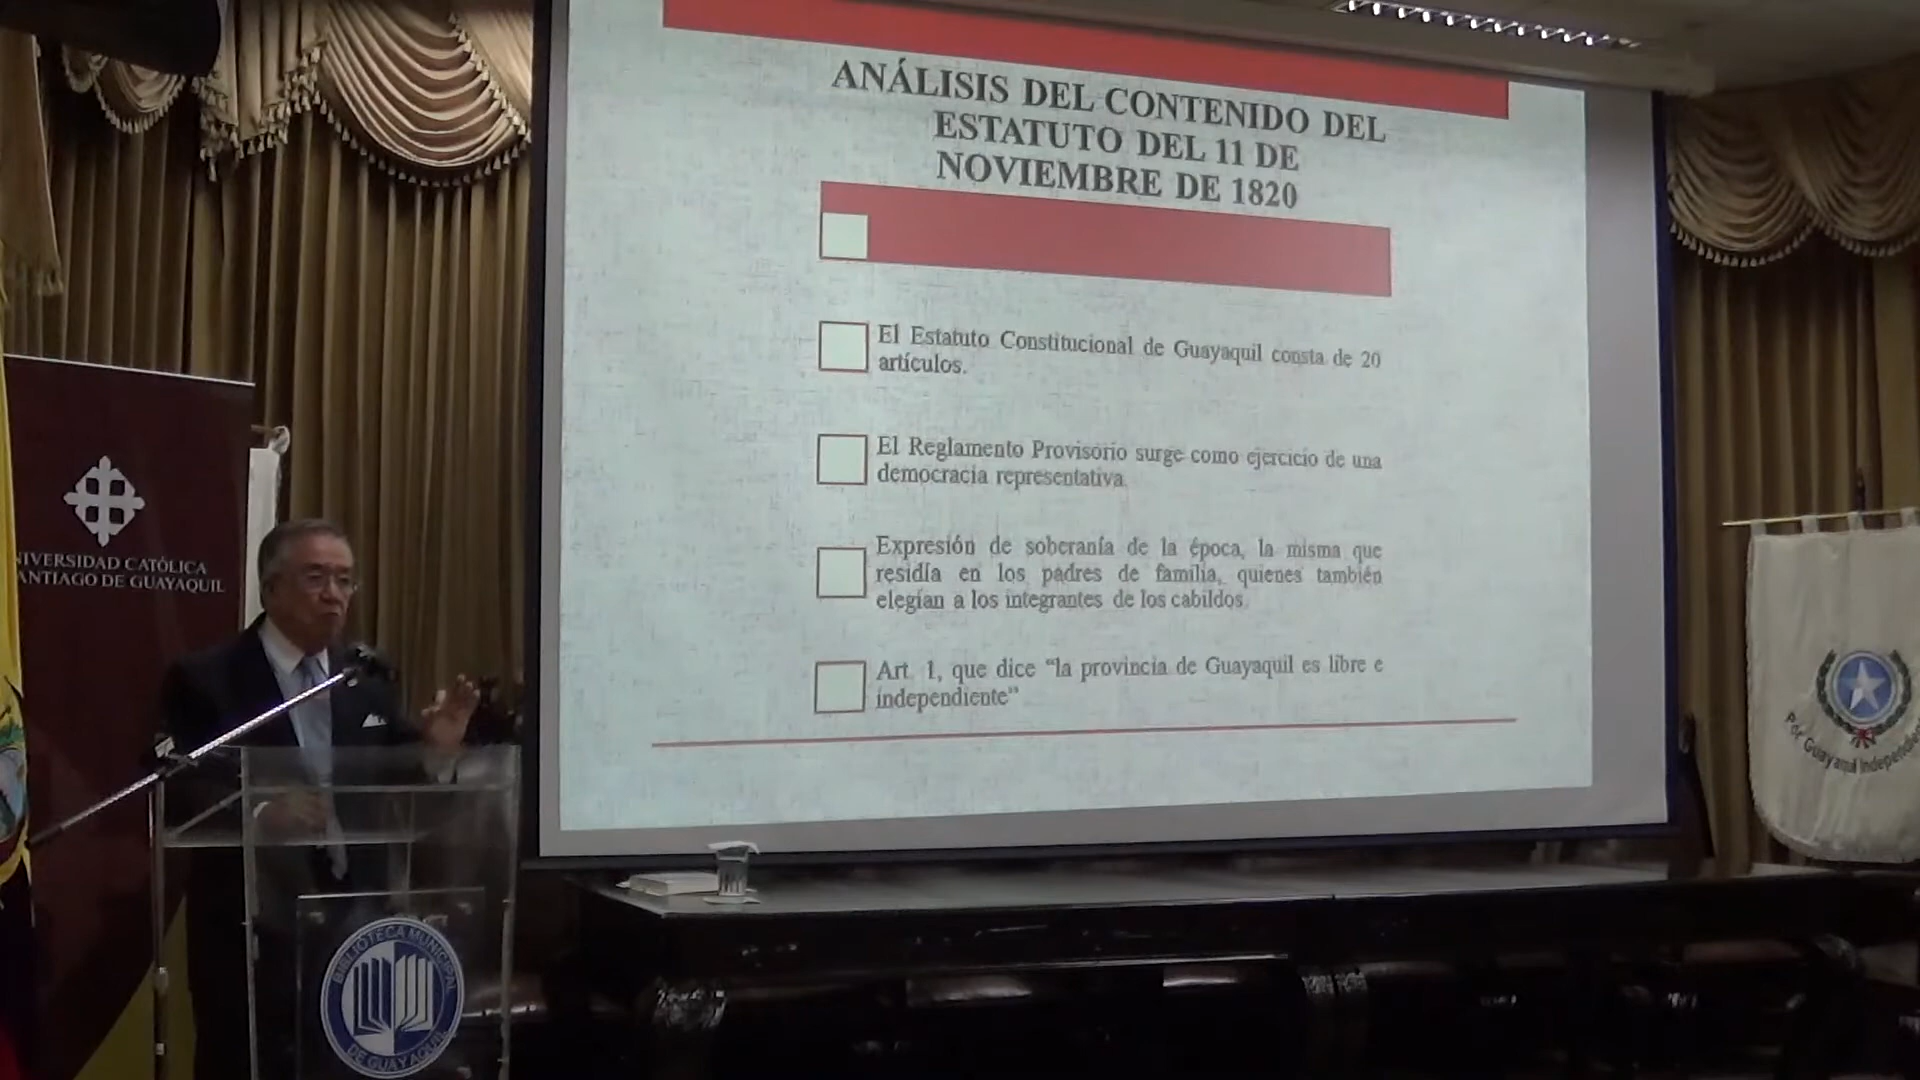 ANÁLISIS DEL CONTENIDO DEL
ESTATUTO DEL 11 DE
NOVIEMBRE DE 1820
El Estatuto Constitucional de Guayaquil consta de 20
artículos.
El Reglamento Provisorio surge como ejercicio de una
democracia representativa.
Expresión de soberanía de la época, la misma que
residía en los padres de familia, quienes también
elegían a los integrantes de los cabildos.
Art. 1, que dice “la provincia de Guayaquil es libre e
independiente”
NIVERSIDAD CATÓLICA
ANTIAGO DE GUAYAQUIL
BIBLIOTECA MUNICIPAL
DE GUAYAQUIL
Por Guayaquil Independien